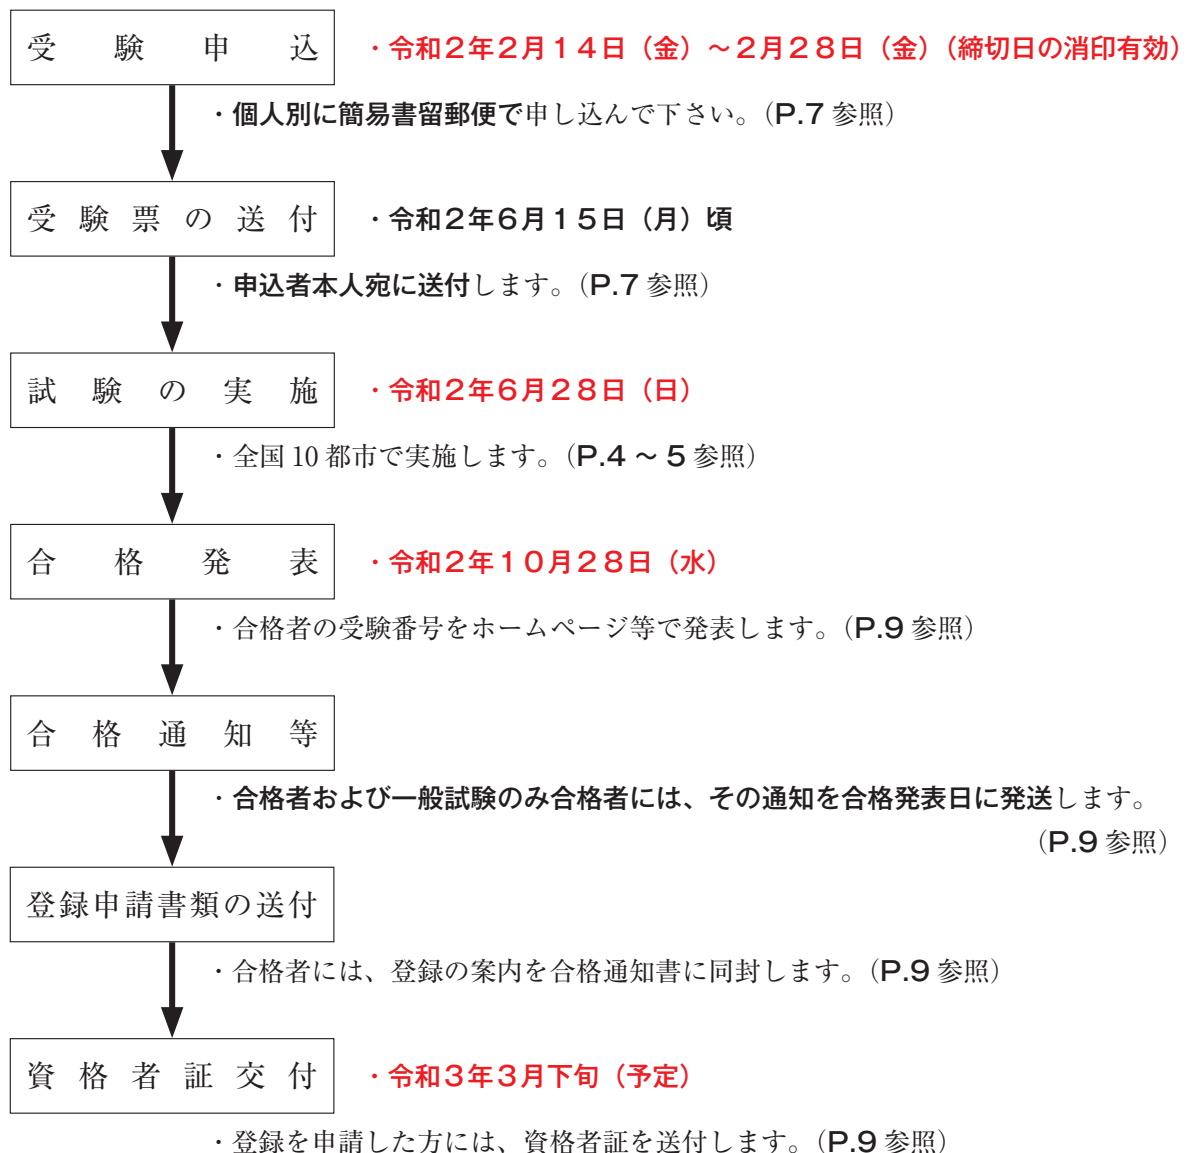 受験申込 ・令和2年2月14日（金）～2月28日（金）（締切日の消印有効）
・個人別に簡易書留郵便で申し込んで下さい。（P.7 参照）
受験票の送付 ・令和2年6月15日（月）頃
・申込者本人宛に送付します。（P.7 参照）
試験の実施 ・令和2年6月28日（日）
・全国 10 都市で実施します。（P.4 ～ 5 参照）
合格発表 ・令和2年10月28日（水）
・合格者の受験番号をホームページ等で発表します。（P.9 参照）
合格通知等
・合格者および一般試験のみ合格者には、その通知を合格発表日に発送します。
（P.9 参照）
登録申請書類の送付
・合格者には、登録の案内を合格通知書に同封します。（P.9 参照）
資格者証交付 ・令和3年3月下旬（予定）
・登録を申請した方には、資格者証を送付します。（P.9 参照）